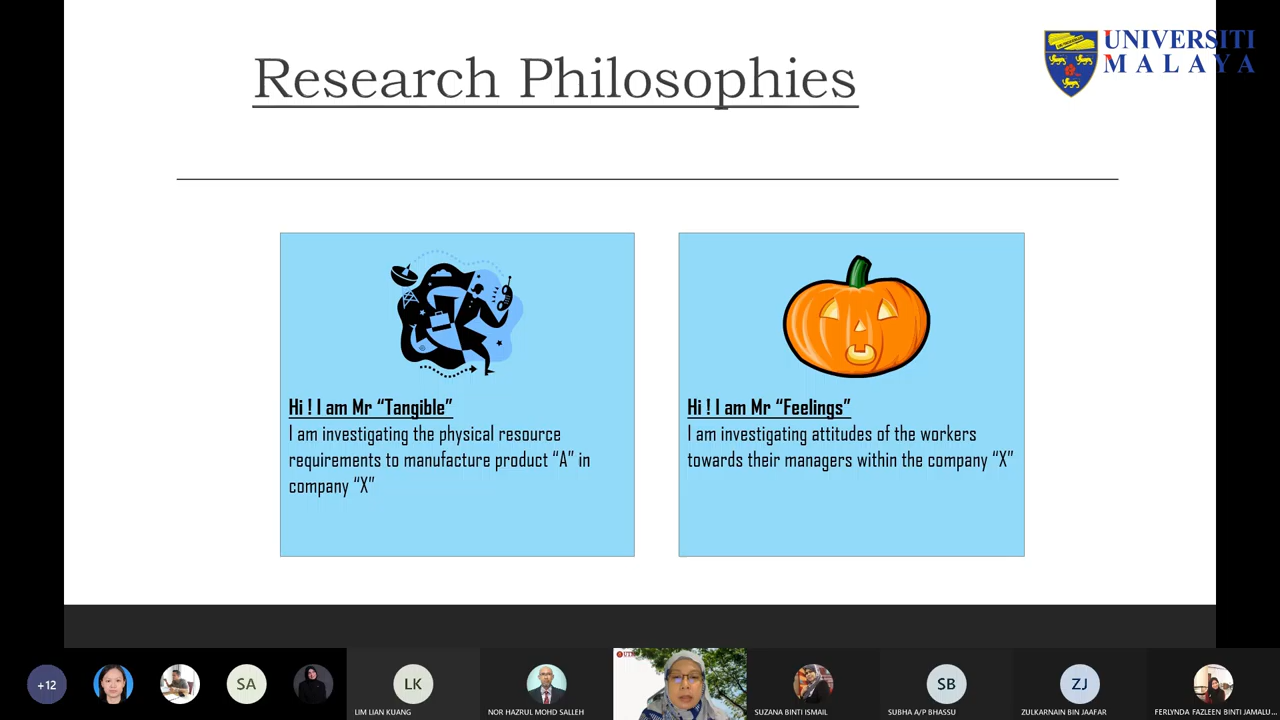 Research Philosophies
UNIVERSITI
MALAYA
Hi ! I am Mr “Tangible”
I am investigating the physical resource
requirements to manufacture product “A” in
company “X”
Hi ! I am Mr “Feelings”
I am investigating attitudes of the workers
towards their managers within the company “X”
+12
SA
LK
LIM LIAN KUANG
NOR HAZRUL MOHD SALLEH
SUZANA BINTI ISMAIL
SB
SUBHA A/P BHASSU
ZJ
ZULKARNAIN BIN JAAFAR
FERLYNDA FAZLEEN BINTI JAMALU...